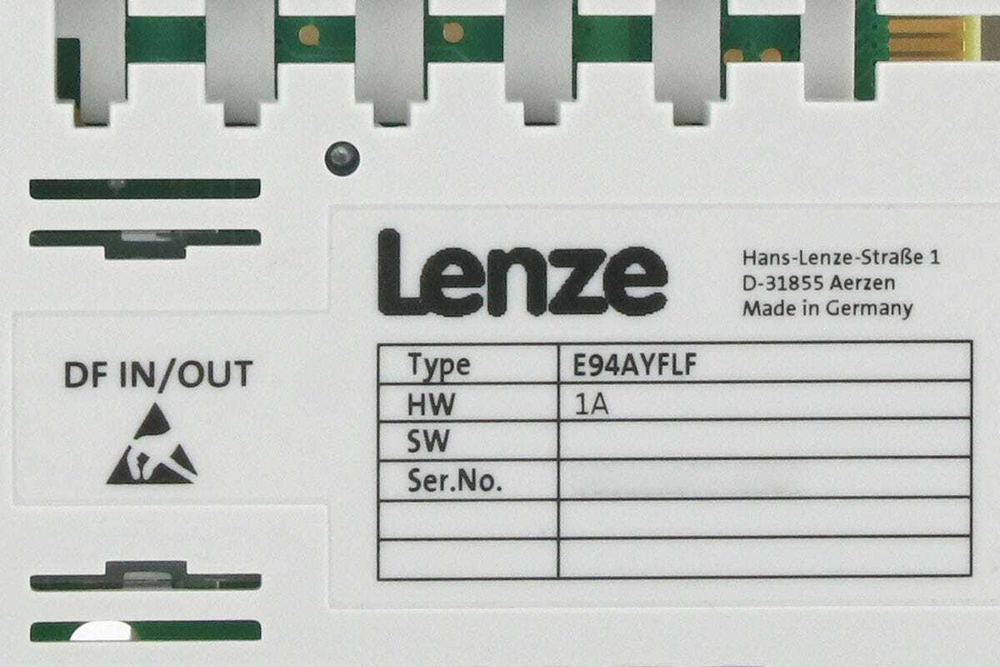 Lenze
Hans-Lenze-Straße 1
D-31855 Aerzen
Made in Germany
DF IN/OUT
Type E94AYFLF
HW 1A
SW
Ser.No.